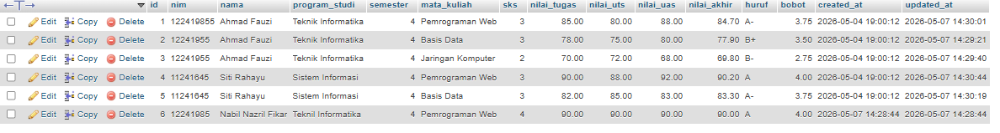 id nim nama program_studi semester mata_kuliah sks nilai_tugas nilai_uts nilai_uas nilai_akhir huruf bobot created_at updated_at
Edit Copy Delete 1 122419855 Ahmad Fauzi Teknik Informatika 4 Pemrograman Web 3 85.00 80.00 88.00 84.70 A- 3.75 2026-05-04 19:00:12 2026-05-07 14:30:01
Edit Copy Delete 2 12241955 Ahmad Fauzi Teknik Informatika 4 Basis Data 3 78.00 75.00 80.00 77.90 B+ 3.50 2026-05-04 19:00:12 2026-05-07 14:29:21
Edit Copy Delete 3 12241955 Ahmad Fauzi Teknik Informatika 4 Jaringan Komputer 2 70.00 72.00 68.00 69.80 B- 2.75 2026-05-04 19:00:12 2026-05-07 14:29:40
Edit Copy Delete 4 11241645 Siti Rahayu Sistem Informasi 4 Pemrograman Web 3 90.00 88.00 92.00 90.20 A 4.00 2026-05-04 19:00:12 2026-05-07 14:30:44
Edit Copy Delete 5 11241645 Siti Rahayu Sistem Informasi 4 Basis Data 3 82.00 85.00 83.00 83.30 A- 3.75 2026-05-04 19:00:12 2026-05-07 14:30:19
Edit Copy Delete 6 12241985 Nabil Nazril Fikar Teknil Informatika 4 Pemrograman Web 4 90.00 90.00 90.00 90.00 A 4.00 2026-05-07 14:28:44 2026-05-07 14:28:44